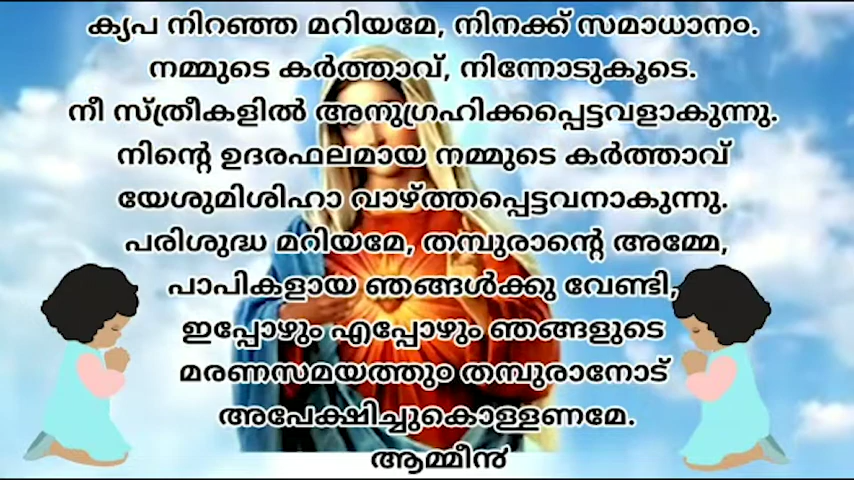 കൃപ നിറഞ്ഞ മറിയമേ, നിനക്ക് സമാധാനം.
നമ്മുടെ കർത്താവ്, നിന്നോടുകൂടെ.
നീ സ്ത്രീകളിൽ അനുഗ്രഹിക്കപ്പെട്ടവളാകുന്നു.
നിന്റെ ഉദരഫലമായ നമ്മുടെ കർത്താവ്
യേശുമിശിഹാ വാഴ്ത്തപ്പെട്ടവനാകുന്നു.
പരിശുദ്ധ മറിയമേ, തമ്പുരാന്റെ അമ്മേ,
പാപികളായ ഞങ്ങൾക്കു വേണ്ടി,
ഇപ്പോഴും എപ്പോഴും ഞങ്ങളുടെ
മരണസമയത്തും തമ്പുരാനോട്
അപേക്ഷിച്ചുകൊള്ളണമേ.
ആമ്മീൻ